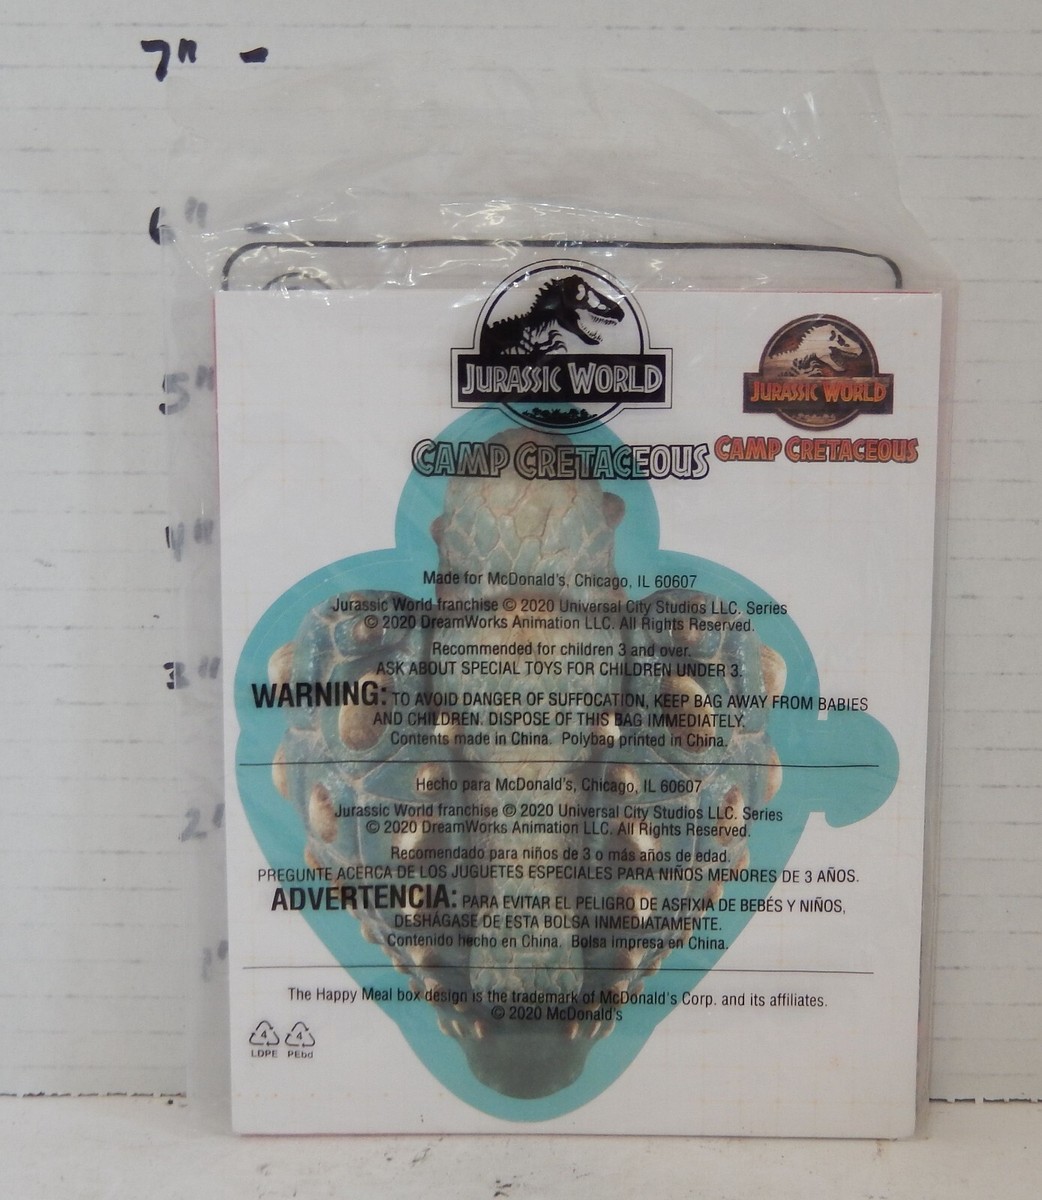 7" -
6" -
5"
4"
3"
2"
1"
JURASSIC WORLD
CAMP CRETACEOUS
JURASSIC WORLD
CAMP CRETACEOUS
Made for McDonald's, Chicago, IL 60607
Jurassic World franchise © 2020 Universal City Studios LLC. Series
© 2020 DreamWorks Animation LLC. All Rights Reserved.
Recommended for children 3 and over.
ASK ABOUT SPECIAL TOYS FOR CHILDREN UNDER 3.
WARNING: TO AVOID DANGER OF SUFFOCATION, KEEP BAG AWAY FROM BABIES
AND CHILDREN. DISPOSE OF THIS BAG IMMEDIATELY.
Contents made in China. Polybag printed in China.
Hecho para McDonald's, Chicago, IL 60607
Jurassic World franchise © 2020 Universal City Studios LLC. Series
© 2020 DreamWorks Animation LLC. All Rights Reserved.
Recomendado para niños de 3 o más años de edad.
PREGUNTE ACERCA DE LOS JUGUETES ESPECIALES PARA NIÑOS MENORES DE 3 AÑOS.
ADVERTENCIA: PARA EVITAR EL PELIGRO DE ASFIXIA DE BEBÉS Y NIÑOS,
DESHÁGASE DE ESTA BOLSA INMEDIATAMENTE.
Contenido hecho en China. Bolsa impresa en China.
The Happy Meal box design is the trademark of McDonald's Corp. and its affiliates.
© 2020 McDonald's
4 4
LDPE PEbd